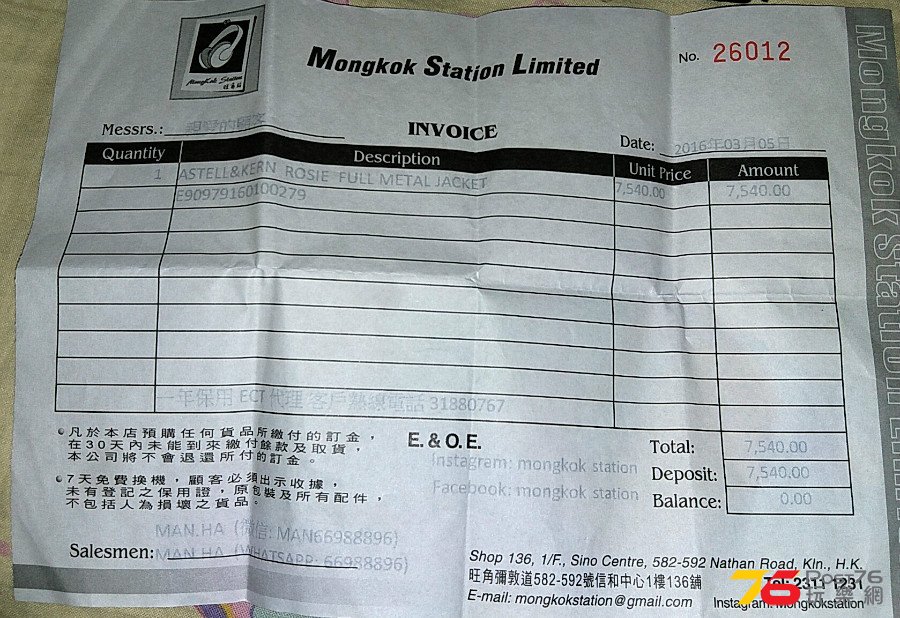 Mongkok Station
Mongkok Station Limited
No. 26012
Messrs.:
INVOICE
Date: 2016年03月05日
Quantity Description Unit Price Amount
1 ASTELL&KERN ROSIE FULL METAL JACKET 7,540.00 7,540.00
E90979160100279
一年保用 ECT 代理 客戶熱線電話 31880767
凡於本店預購任何貨品所繳付的訂金，
在30天內未能到來繳付餘款及取貨，
本公司將不會退還所付的訂金。
7天免費換機，顧客必須出示收據，
未有登記之保用證，原包裝及所有配件，
不包括人為損壞之貨品。
E. & O. E.
Instagram: mongkok station
Facebook: mongkok station
Total: 7,540.00
Deposit: 7,540.00
Balance: 0.00
MAN.HA (微信: MAN66988896)
Salesmen: MAN.HA (WHATSAPP: 66988896)
Shop 136, 1/F., Sino Centre, 582-592 Nathan Road, Kln., H.K.
旺角彌敦道582-592號信和中心1樓136舖 Tel: 2311 1231
E-mail: mongkokstation@gmail.com Instagram: Mongkokstation
Mongkok Station
76 Post76
玩樂網